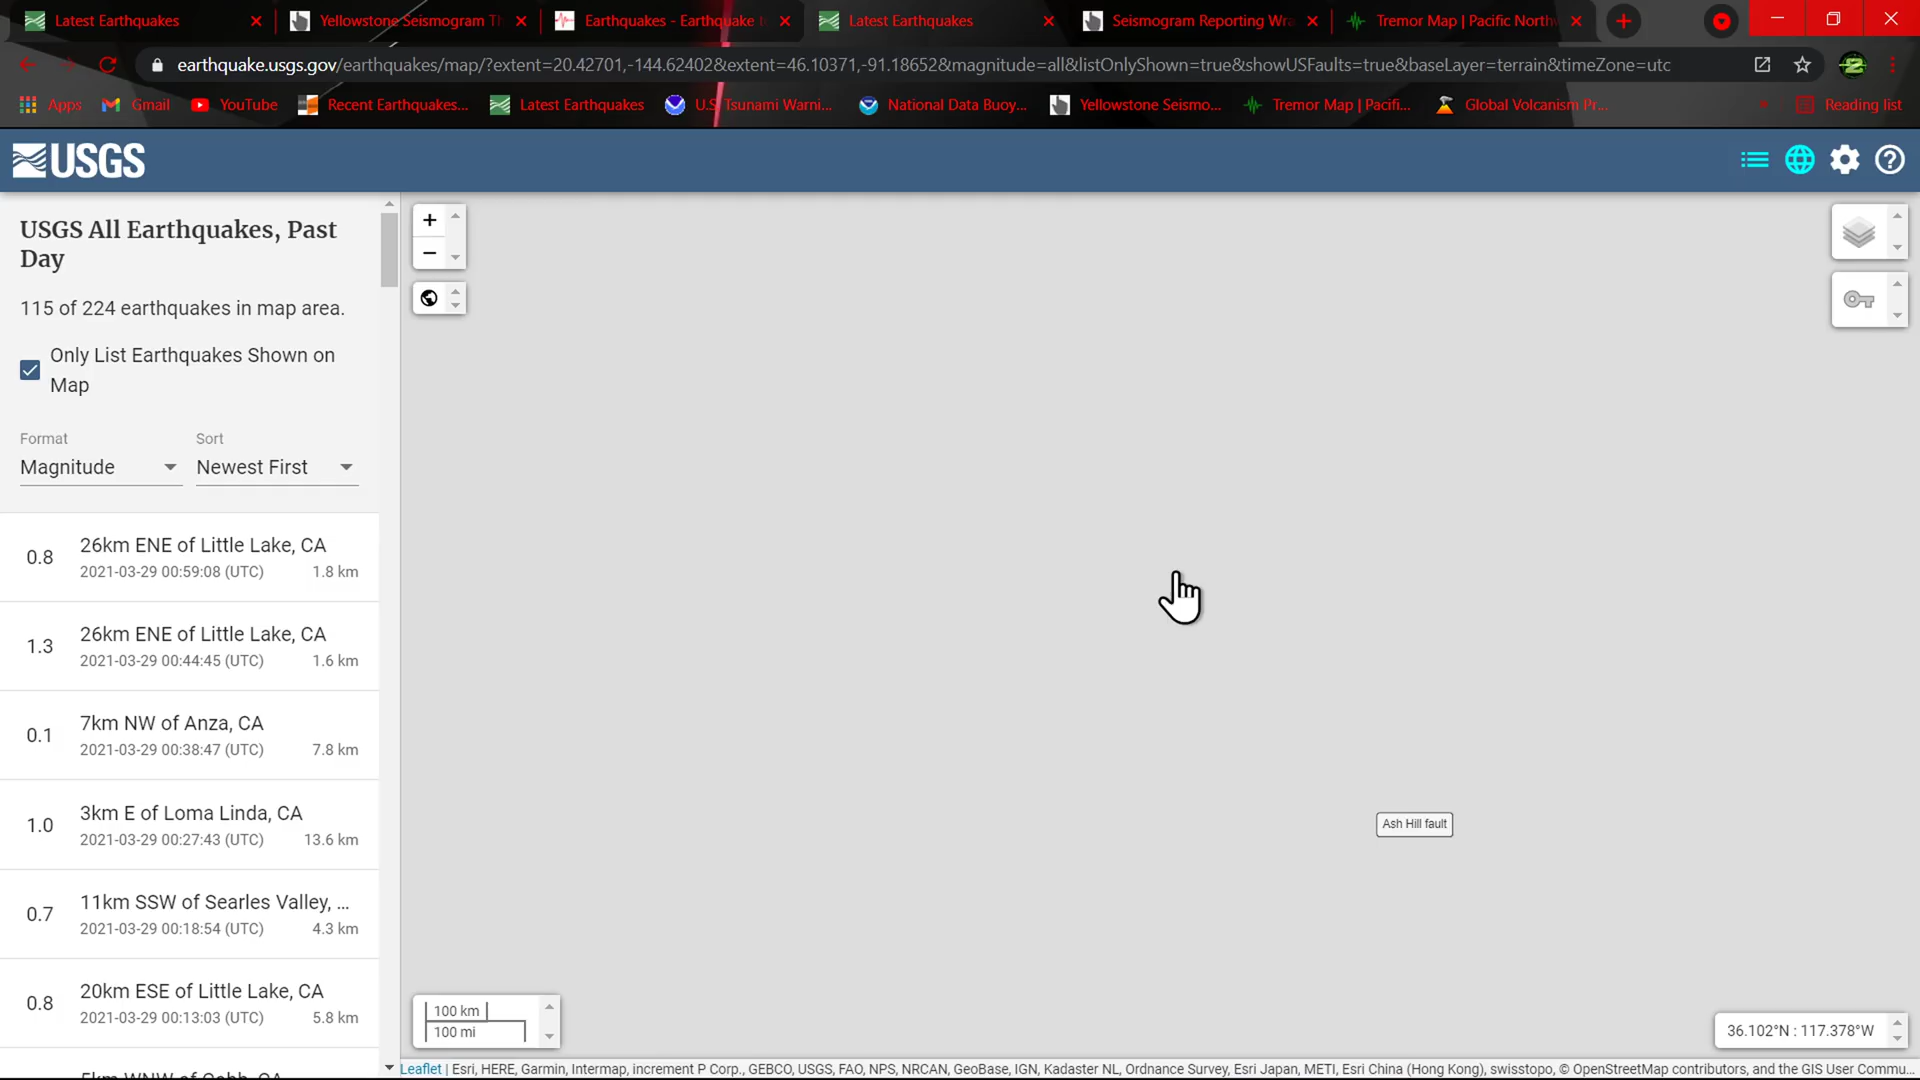 Latest Earthquakes
Yellowstone Seismogram Th
Earthquakes - Earthquake
Latest Earthquakes
Seismogram Reporting Wra
Tremor Map | Pacific Northw
earthquake.usgs.gov/earthquakes/map/?extent=20.42701,-144.62402&extent=46.10371,-91.18652&magnitude=all&listOnlyShown=true&showUSFaults=true&baseLayer=terrain&timeZone=utc
Apps
Gmail
YouTube
Recent Earthquakes...
Latest Earthquakes
U.S. Tsunami Warni...
National Data Buoy...
Yellowstone Seismo...
Tremor Map | Pacifi...
Global Volcanism Pr...
Reading list
USGS
USGS All Earthquakes, Past
Day
115 of 224 earthquakes in map area.
Only List Earthquakes Shown on
Map
Format
Sort
Magnitude
Newest First
0.8
26km ENE of Little Lake, CA
2021-03-29 00:59:08 (UTC) 1.8 km
1.3
26km ENE of Little Lake, CA
2021-03-29 00:44:45 (UTC) 1.6 km
0.1
7km NW of Anza, CA
2021-03-29 00:38:47 (UTC) 7.8 km
1.0
3km E of Loma Linda, CA
2021-03-29 00:27:43 (UTC) 13.6 km
0.7
11km SSW of Searles Valley, ...
2021-03-29 00:18:54 (UTC) 4.3 km
0.8
20km ESE of Little Lake, CA
2021-03-29 00:13:03 (UTC) 5.8 km
5km WNW of Cobb, CA
+
−
Ash Hill fault
100 km
100 mi
36.102°N : 117.378°W
Leaflet | Esri, HERE, Garmin, Intermap, increment P Corp., GEBCO, USGS, FAO, NPS, NRCAN, GeoBase, IGN, Kadaster NL, Ordnance Survey, Esri Japan, METI, Esri China (Hong Kong), swisstopo, © OpenStreetMap contributors, and the GIS User Commu...